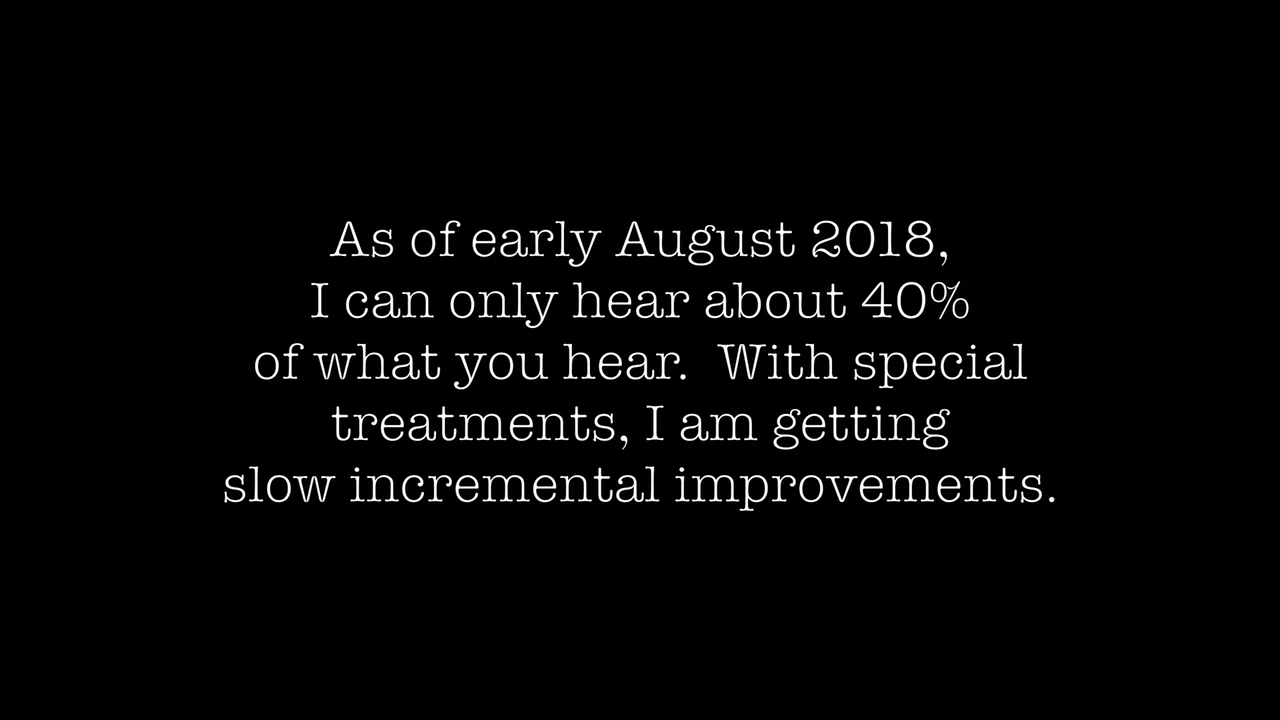 As of early August 2018,
I can only hear about 40%
of what you hear.  With special
treatments, I am getting
slow incremental improvements.